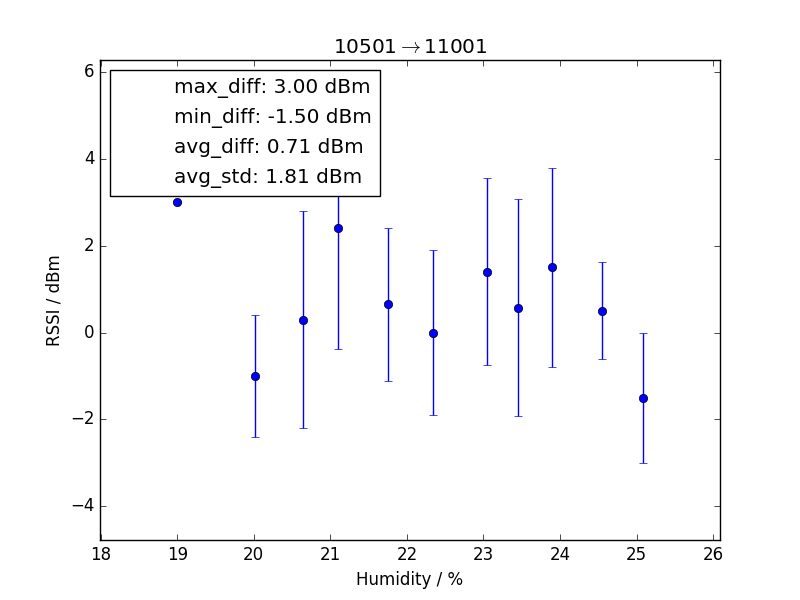 10501→11001
max_diff: 3.00 dBm
min_diff: -1.50 dBm
avg_diff: 0.71 dBm
avg_std: 1.81 dBm
RSSI / dBm
6
4
2
0
−2
−4
18 19 20 21 22 23 24 25 26
Humidity / %